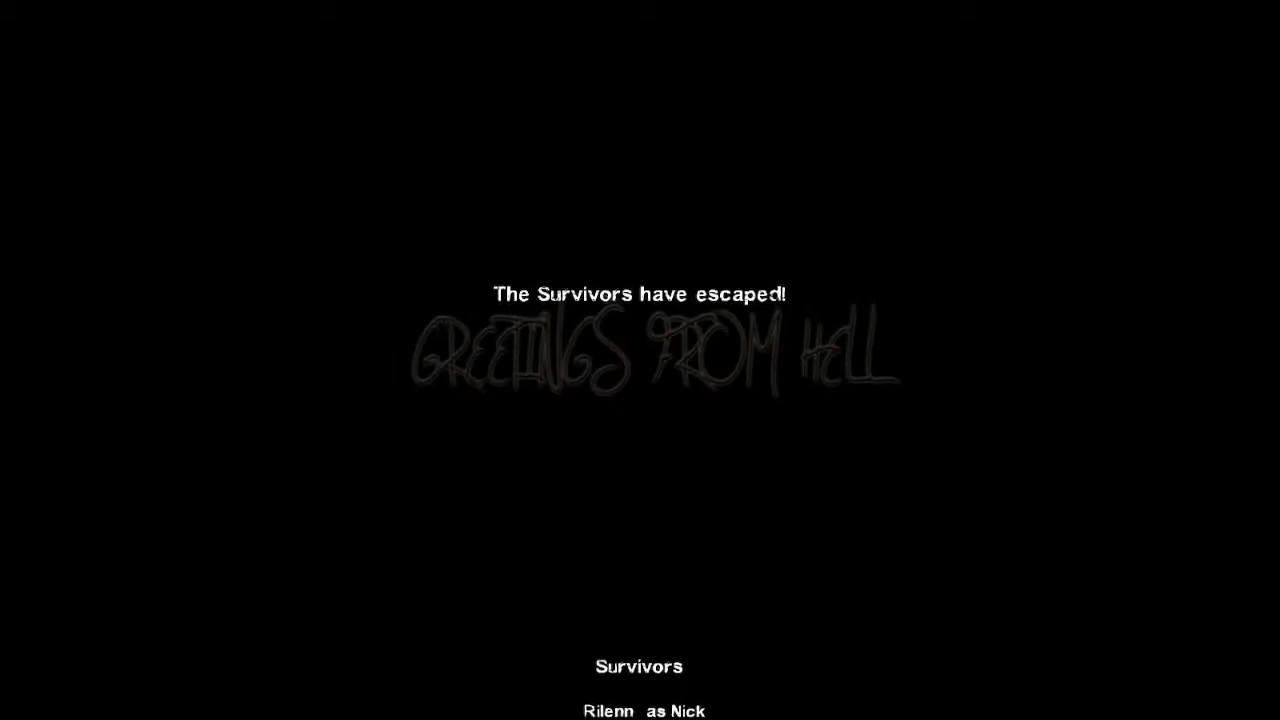 The Survivors have escaped!
GREETINGS FROM HELL
Survivors
Rilenn as Nick